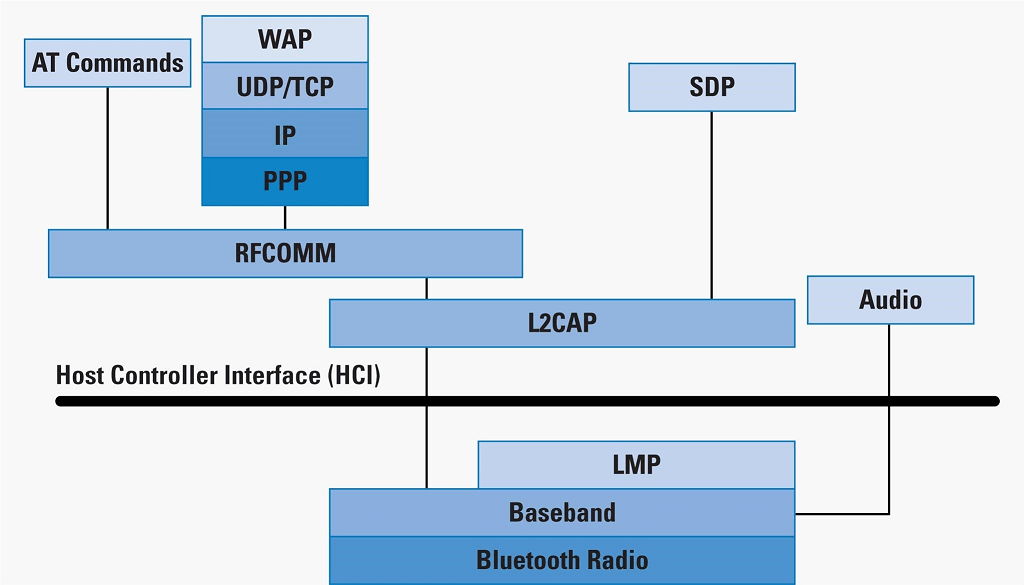 WAP
AT Commands
UDP/TCP
SDP
IP
PPP
RFCOMM
Audio
L2CAP
Host Controller Interface (HCI)
LMP
Baseband
Bluetooth Radio